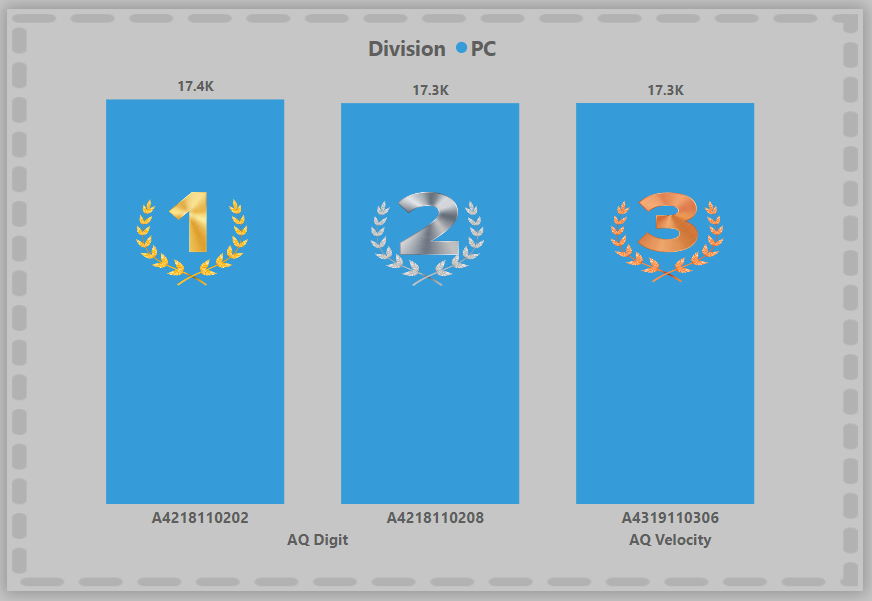 Division PC
17.4K 17.3K 17.3K
1 2 3
A4218110202 A4218110208 A4319110306
AQ Digit AQ Velocity